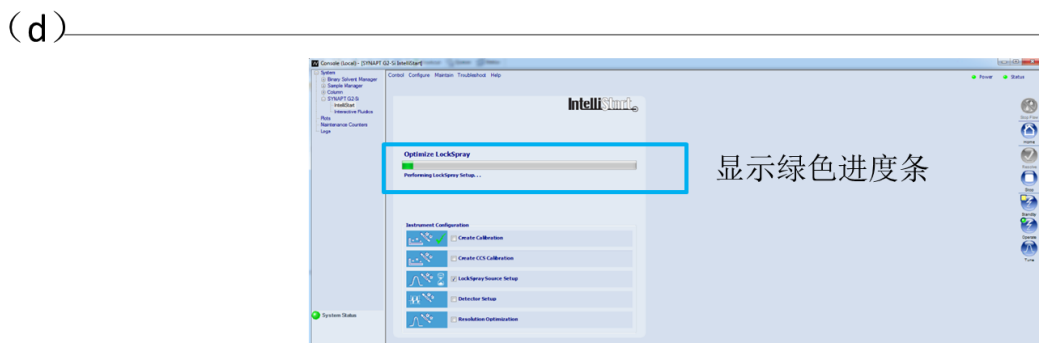 （d）
Console (Local) - [SYNAPT G2-Si IntelliStart]
System
Binary Solvent Manager
Sample Manager
Column
SYNAPT G2-Si
IntelliStart
Interactive Fluidics
Plots
Maintenance Counters
Logs
Control Configure Maintain Troubleshoot Help
Power
Status
IntelliStart
Optimize LockSpray
Performing LockSpray Setup...
显示绿色进度条
Instrument Configuration
Create Calibration
Create CCS Calibration
LockSpray Source Setup
Detector Setup
Resolution Optimization
Stop Flow
Home
Stop
Standby
Operate
Tune
System Status